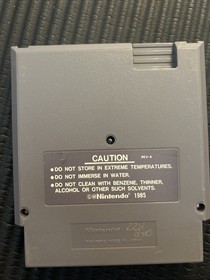 CAUTION
REV-A
•DO NOT STORE IN EXTREME TEMPERATURES.
•DO NOT IMMERSE IN WATER.
•DO NOT CLEAN WITH BENZENE, THINNER,
ALCOHOL OR OTHER SUCH SOLVENTS.
©®Nintendo® 1985
Nintendo